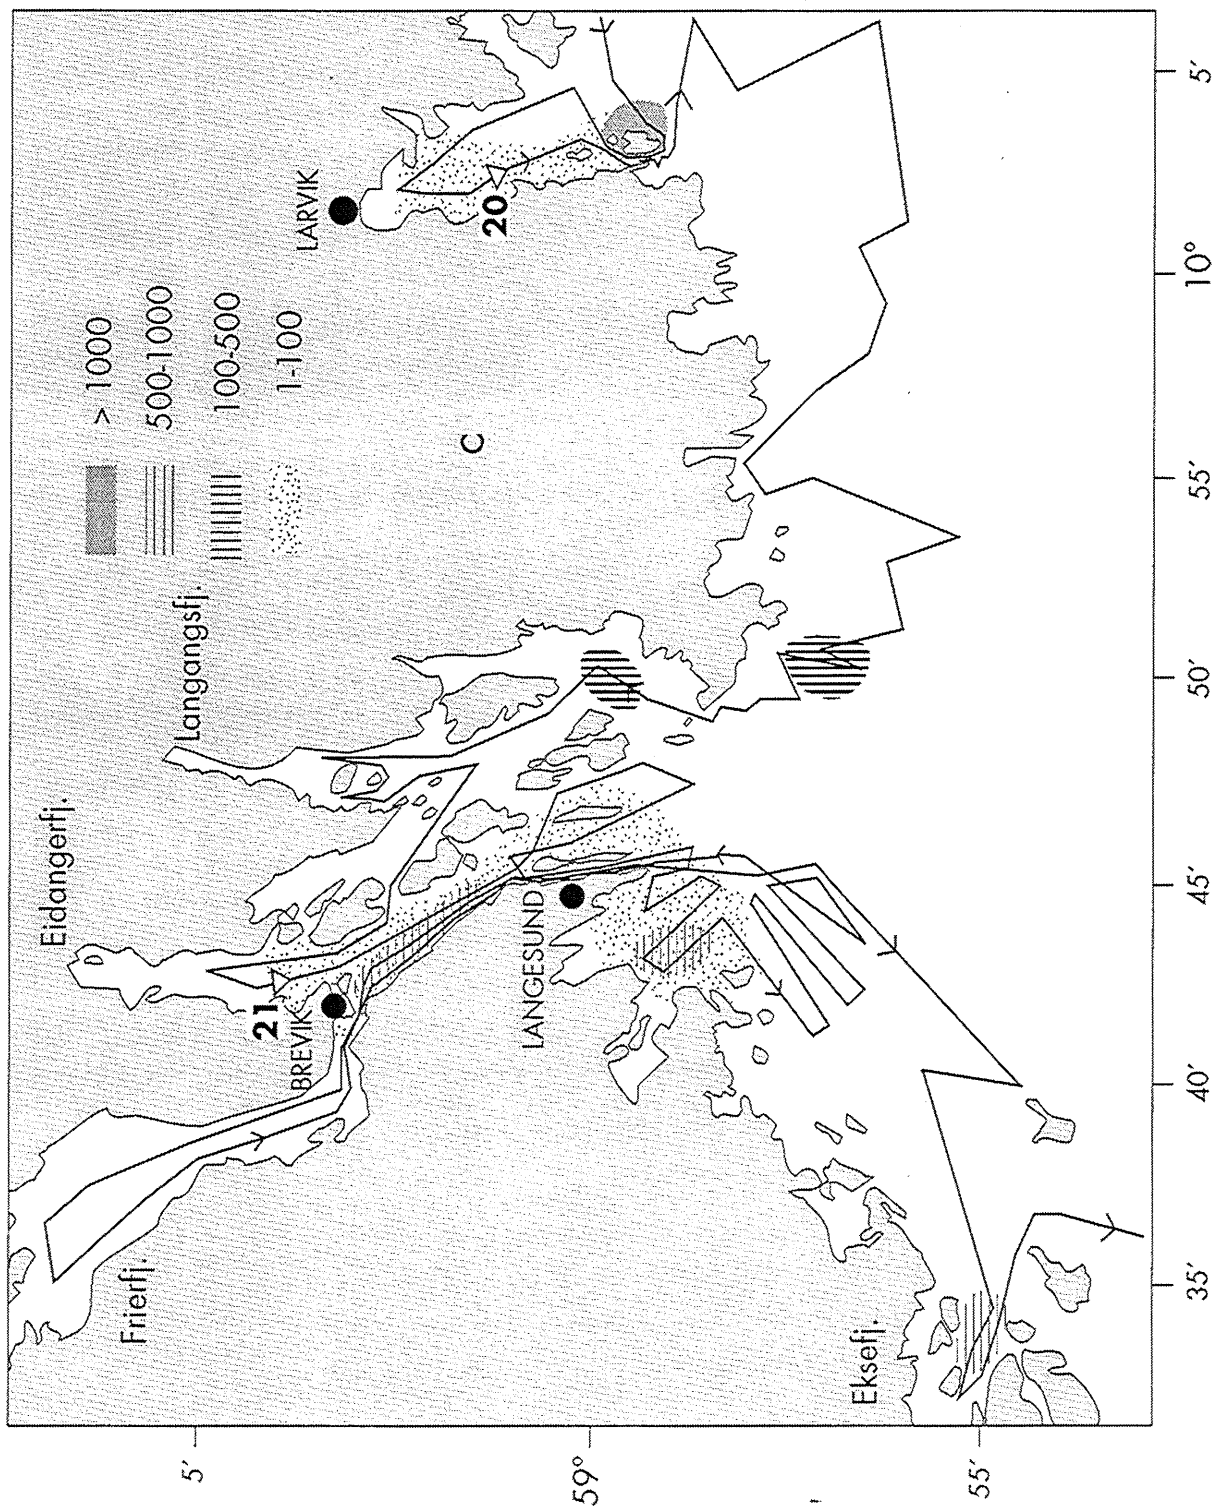 Frierfj.
Eidangerfj.
Langangsfj.
> 1000
500-1000
100-500
1-100
LARVIK
20
21
BREVIK
C
LANGESUND
Eksefj.
5′
59°
55′
35′
40′
45′
50′
55′
10°
5′